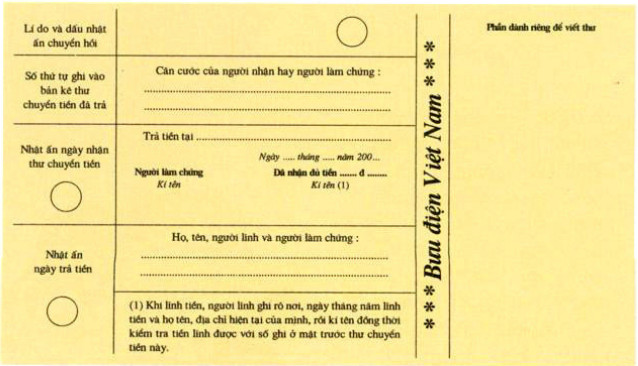 Lí do và dấu nhật
ấn chuyển hồi
Số thứ tự ghi vào
bản kê thư
chuyển tiền đã trả
Căn cước của người nhận hay người làm chứng :
Nhật ấn ngày nhận
thư chuyển tiền
Trả tiền tại ......................................................
Ngày ..... tháng ..... năm 200...
Người làm chứng
Kí tên
Đã nhận đủ tiền ....... đ ........
Kí tên (1)
Nhật ấn
ngày trả tiền
Họ, tên, người lĩnh và người làm chứng :
(1) Khi lĩnh tiền, người lĩnh ghi rõ nơi, ngày tháng năm lĩnh
tiền và họ tên, địa chỉ hiện tại của mình, rồi kí tên đồng thời
kiểm tra tiền lĩnh được với số ghi ở mặt trước thư chuyển
tiền này.
*** Bưu điện Việt Nam ***
Phần dành riêng để viết thư